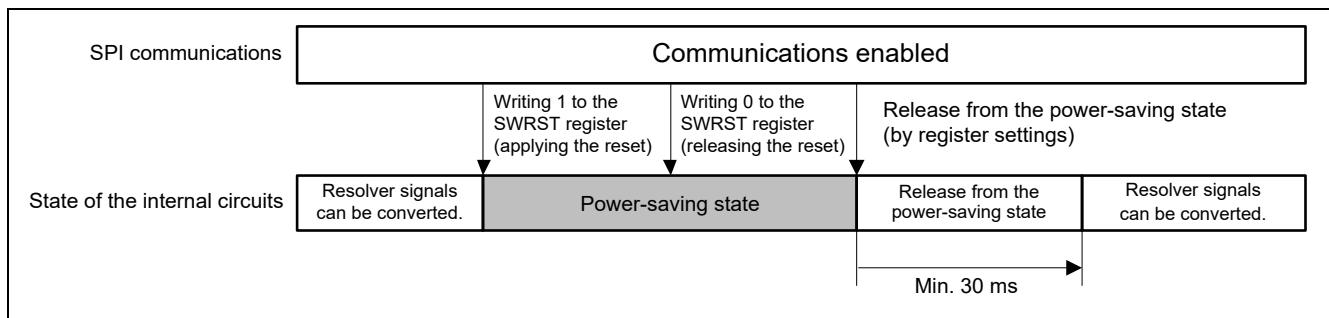 SPI communications
Communications enabled
Writing 1 to the
SWRST register
(applying the reset)
Writing 0 to the
SWRST register
(releasing the reset)
Release from the power-saving state
(by register settings)
State of the internal circuits
Resolver signals
can be converted.
Power-saving state
Release from the
power-saving state
Resolver signals
can be converted.
Min. 30 ms